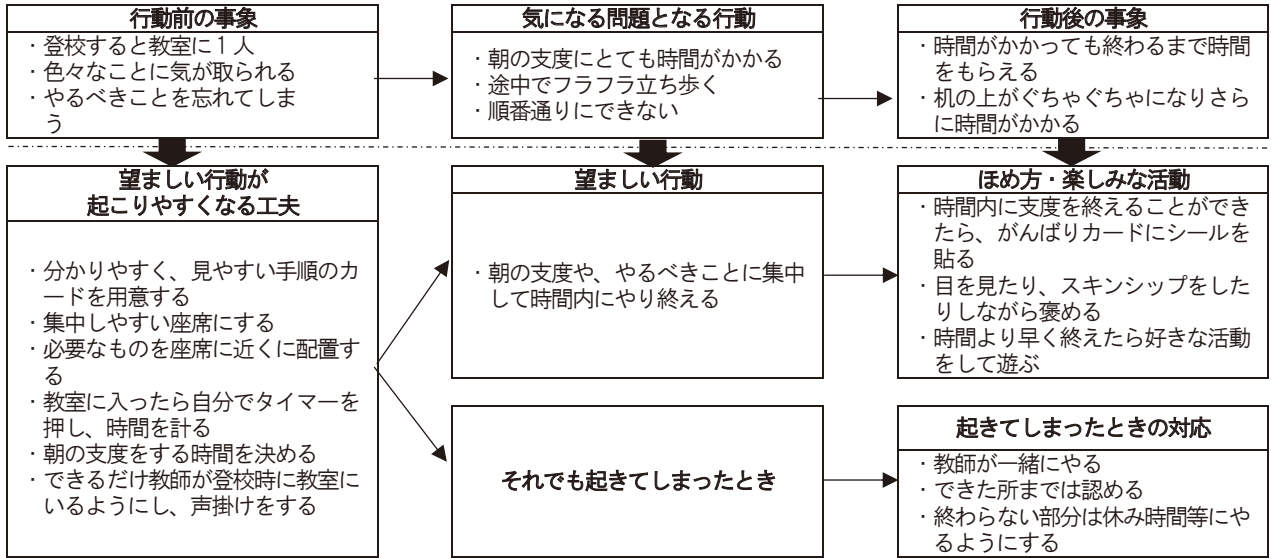 行動前の事象
・登校すると教室に1人
・色々なことに気が取られる
・やるべきことを忘れてしま
う
気になる問題となる行動
・朝の支度にとても時間がかかる
・途中でフラフラ立ち歩く
・順番通りにできない
行動後の事象
・時間がかかっても終わるまで時間
をもらえる
・机の上がぐちゃぐちゃになりさら
に時間がかかる
望ましい行動が
起こりやすくなる工夫
・分かりやすく、見やすい手順のカ
ードを用意する
・集中しやすい座席にする
・必要なものを座席に近くに配置す
る
・教室に入ったら自分でタイマーを
押し、時間を計る
・朝の支度をする時間を決める
・できるだけ教師が登校時に教室に
いるようにし、声掛けをする
望ましい行動
・朝の支度や、やるべきことに集中
して時間内にやり終える
ほめ方・楽しみな活動
・時間内に支度を終えることができ
たら、がんばりカードにシールを
貼る
・目を見たり、スキンシップをした
りしながら褒める
・時間より早く終えたら好きな活動
をして遊ぶ
それでも起きてしまったとき
起きてしまったときの対応
・教師が一緒にやる
・できた所までは認める
・終わらない部分は休み時間等にや
るようにする